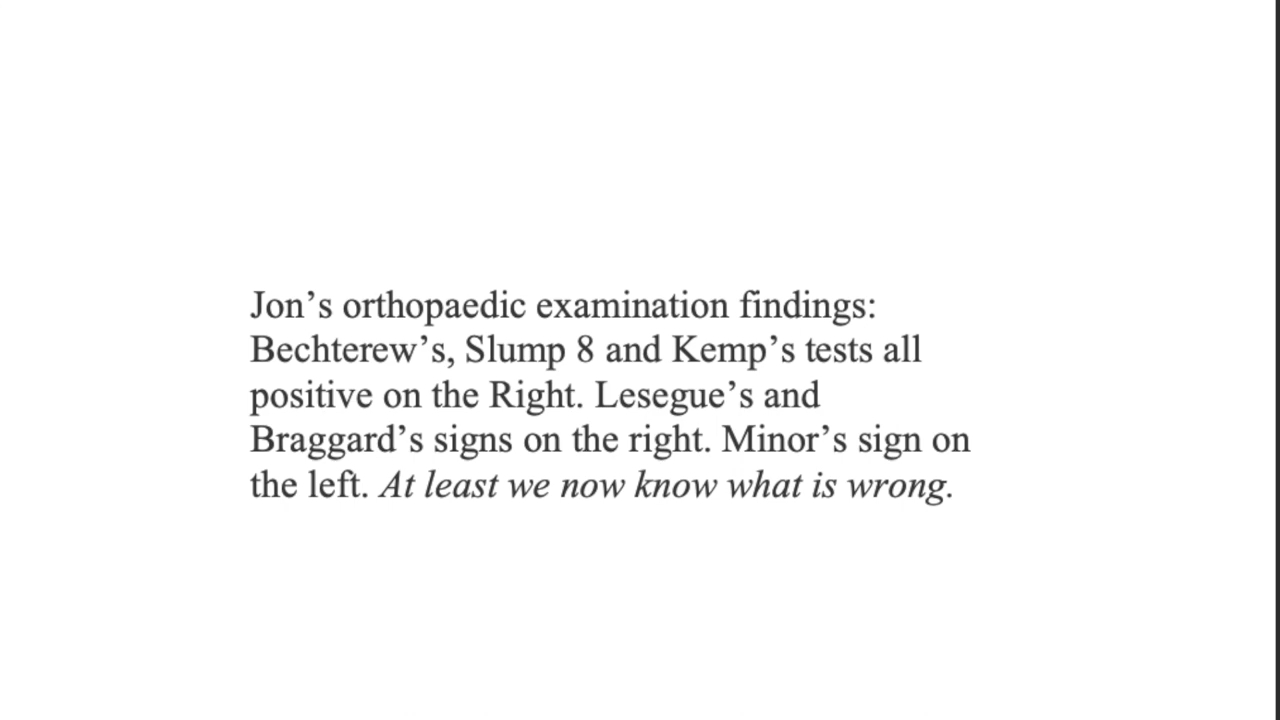 Jon’s orthopaedic examination findings:
Bechterew’s, Slump 8 and Kemp’s tests all
positive on the Right. Lesegue’s and
Braggard’s signs on the right. Minor’s sign on
the left. At least we now know what is wrong.